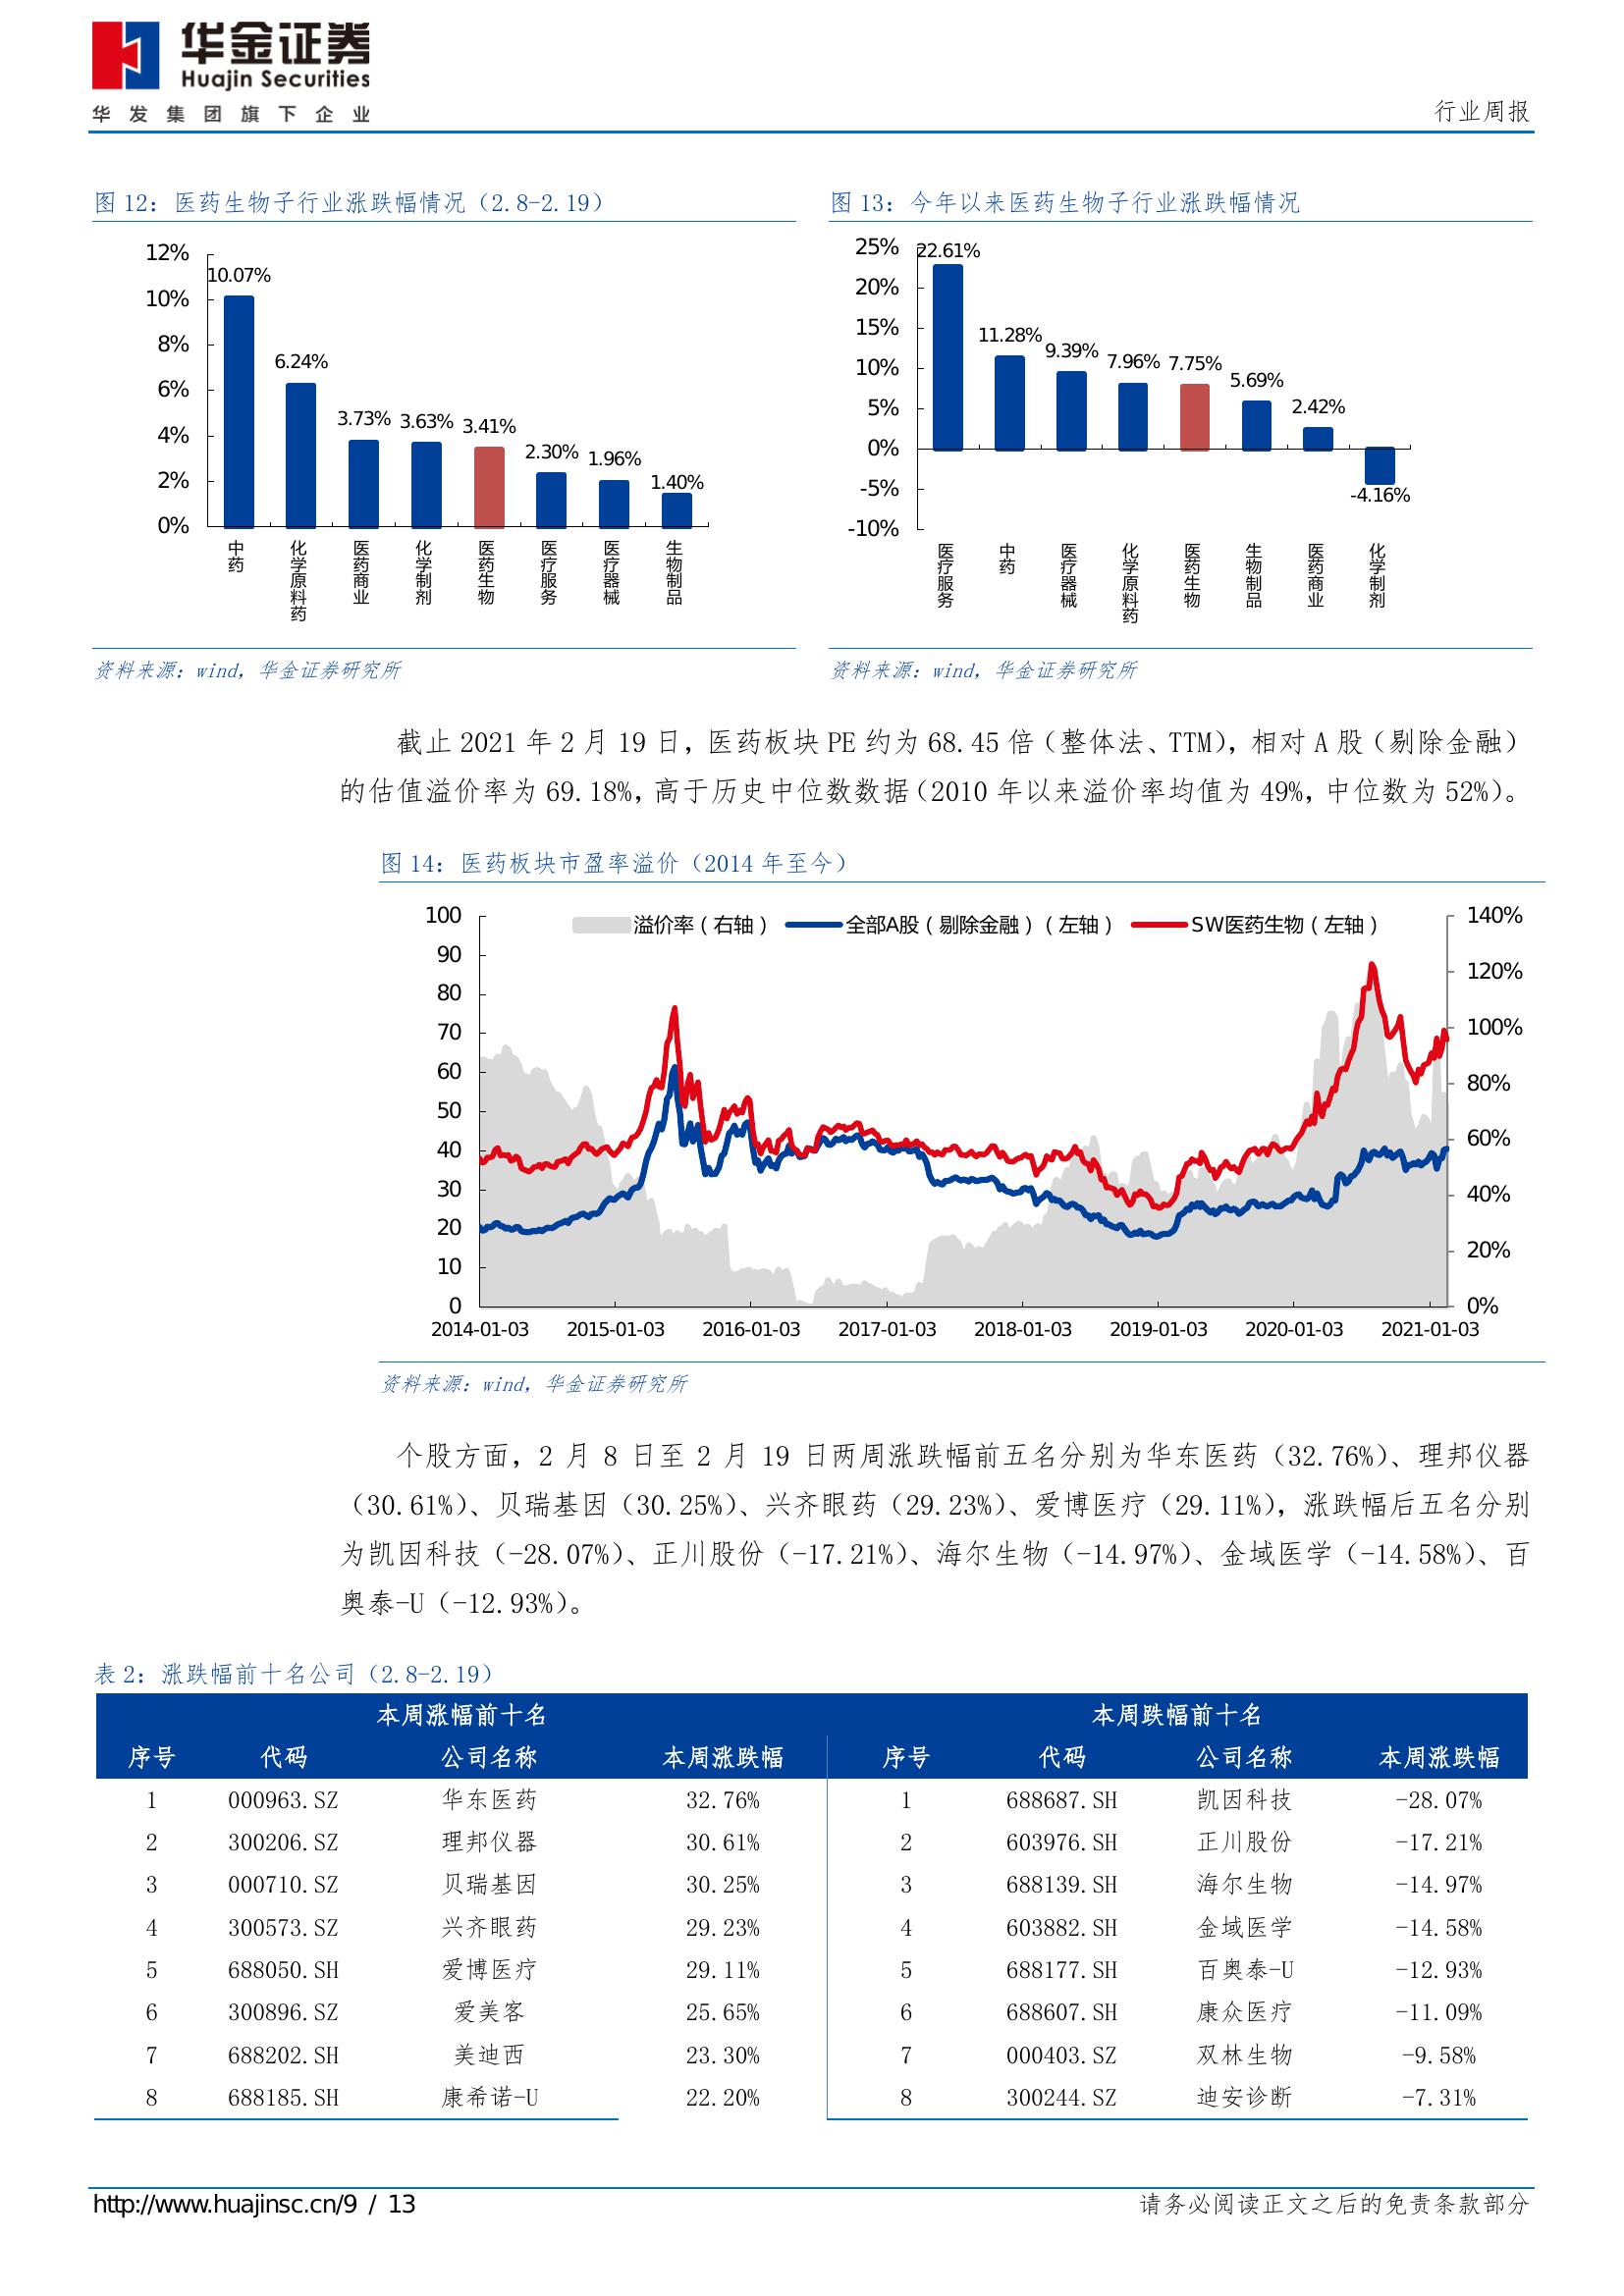 华金证券
Huajin Securities
华发集团旗下企业
行业周报
图 12：医药生物子行业涨跌幅情况（2.8-2.19）
12%
10%
8%
6%
4%
2%
0%
10.07%
6.24%
3.73%
3.63%
3.41%
2.30%
1.96%
1.40%
中药
化学原料药
医药商业
化学制剂
医药生物
医疗服务
医疗器械
生物制品
资料来源：wind，华金证券研究所
图 13：今年以来医药生物子行业涨跌幅情况
25%
20%
15%
10%
5%
0%
-5%
-10%
22.61%
11.28%
9.39%
7.96%
7.75%
5.69%
2.42%
-4.16%
医疗服务
中药
医疗器械
化学原料药
医药生物
生物制品
医药商业
化学制剂
资料来源：wind，华金证券研究所
截止 2021 年 2 月 19 日，医药板块 PE 约为 68.45 倍（整体法、TTM），相对 A 股（剔除金融）
的估值溢价率为 69.18%，高于历史中位数数据（2010 年以来溢价率均值为 49%，中位数为 52%）。
图 14：医药板块市盈率溢价（2014 年至今）
溢价率（右轴） 全部A股（剔除金融）（左轴） SW医药生物（左轴）
100
90
80
70
60
50
40
30
20
10
0
140%
120%
100%
80%
60%
40%
20%
0%
2014-01-03 2015-01-03 2016-01-03 2017-01-03 2018-01-03 2019-01-03 2020-01-03 2021-01-03
资料来源：wind，华金证券研究所
个股方面，2 月 8 日至 2 月 19 日两周涨跌幅前五名分别为华东医药（32.76%）、理邦仪器
（30.61%）、贝瑞基因（30.25%）、兴齐眼药（29.23%）、爱博医疗（29.11%），涨跌幅后五名分别
为凯因科技（-28.07%）、正川股份（-17.21%）、海尔生物（-14.97%）、金域医学（-14.58%）、百
奥泰-U（-12.93%）。
表 2：涨跌幅前十名公司（2.8-2.19）
本周涨幅前十名 本周跌幅前十名
序号 代码 公司名称 本周涨跌幅 序号 代码 公司名称 本周涨跌幅
1 000963.SZ 华东医药 32.76% 1 688687.SH 凯因科技 -28.07%
2 300206.SZ 理邦仪器 30.61% 2 603976.SH 正川股份 -17.21%
3 000710.SZ 贝瑞基因 30.25% 3 688139.SH 海尔生物 -14.97%
4 300573.SZ 兴齐眼药 29.23% 4 603882.SH 金域医学 -14.58%
5 688050.SH 爱博医疗 29.11% 5 688177.SH 百奥泰-U -12.93%
6 300896.SZ 爱美客 25.65% 6 688607.SH 康众医疗 -11.09%
7 688202.SH 美迪西 23.30% 7 000403.SZ 双林生物 -9.58%
8 688185.SH 康希诺-U 22.20% 8 300244.SZ 迪安诊断 -7.31%
http://www.huajinsc.cn/9 / 13
请务必阅读正文之后的免责条款部分